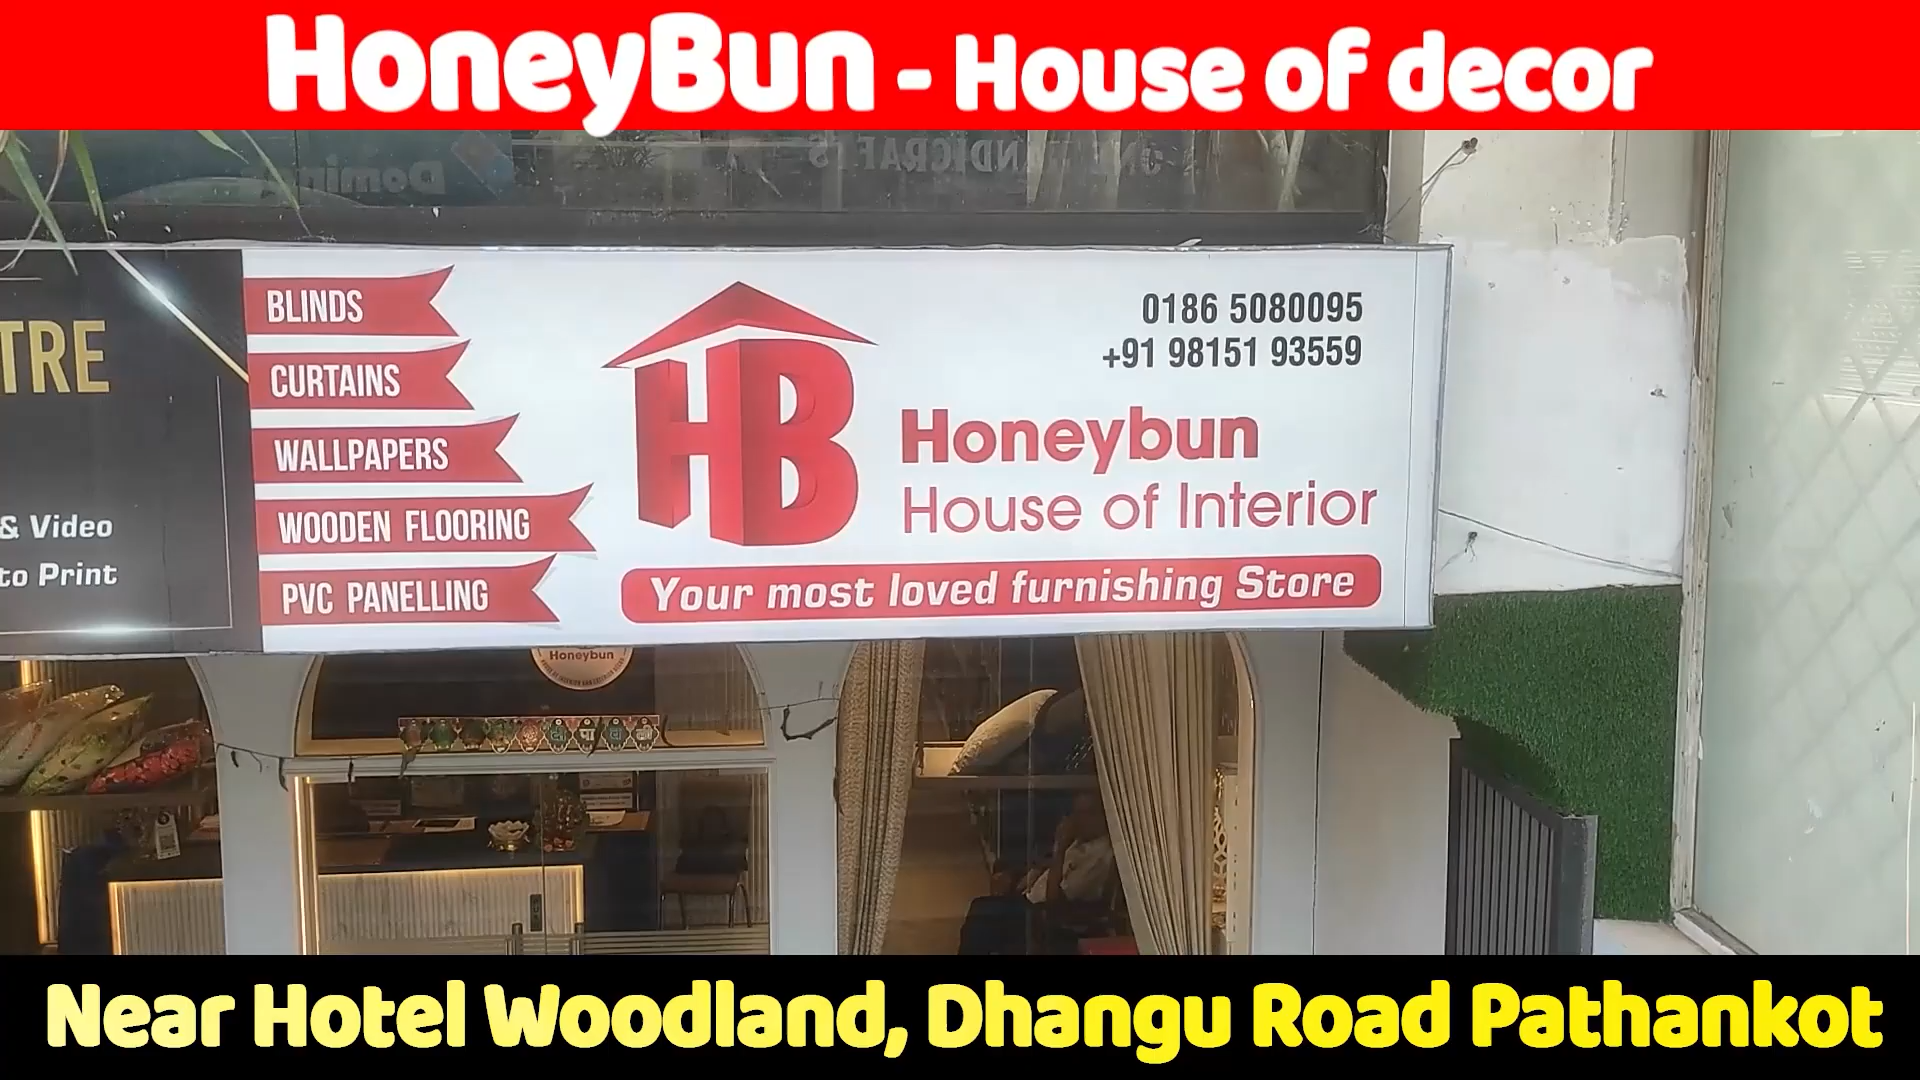 HoneyBun - House of decor
TRE
& Video
to Print
BLINDS
CURTAINS
WALLPAPERS
WOODEN FLOORING
PVC PANELLING
HB
0186 5080095
+91 98151 93559
Honeybun
House of Interior
Your most loved furnishing Store
Honeybun
Near Hotel Woodland, Dhangu Road Pathankot